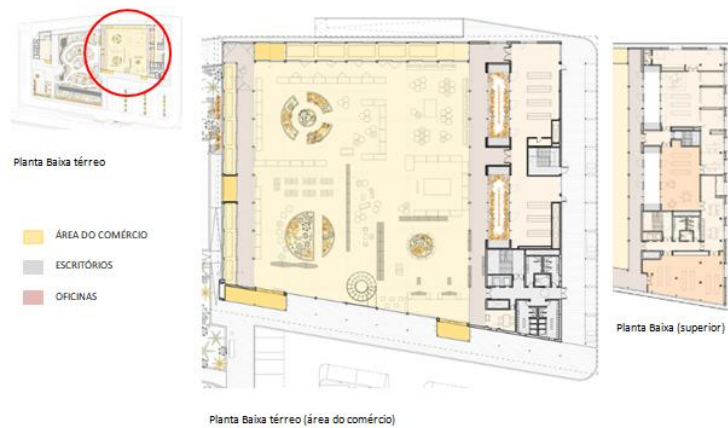 Planta Baixa térreo
ÁREA DO COMÉRCIO
ESCRITÓRIOS
OFICINAS
Planta Baixa (superior)
Planta Baixa térreo (área do comércio)